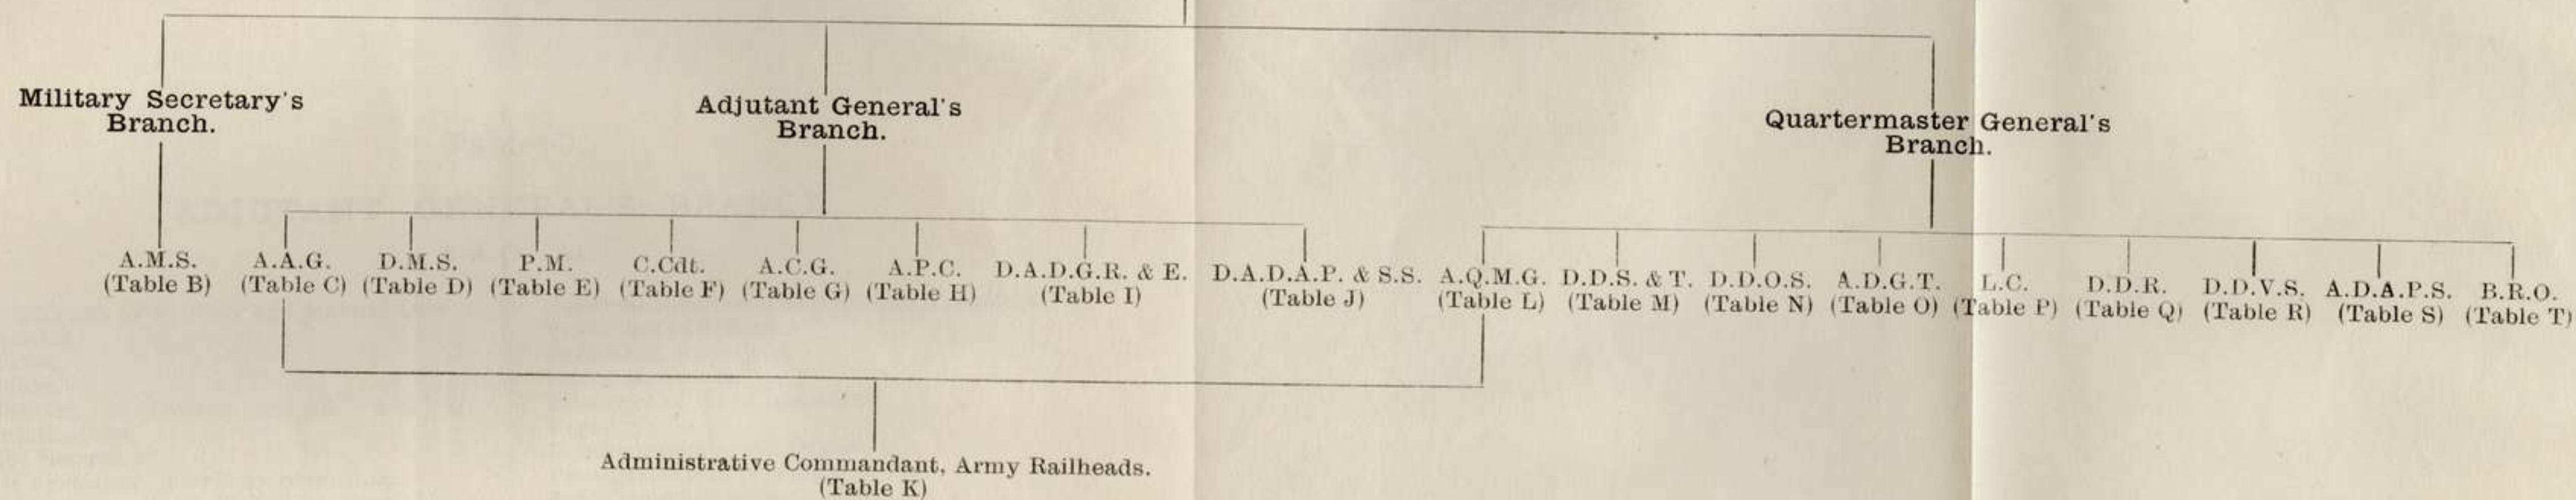 Military Secretary's
Branch.
Adjutant General's
Branch.
Quartermaster General's
Branch.
A.M.S.
(Table B)
A.A.G.
(Table C)
D.M.S.
(Table D)
P.M.
(Table E)
C.Cdt.
(Table F)
A.C.G.
(Table G)
A.P.C.
(Table H)
D.A.D.G.R. & E.
(Table I)
D.A.D.A.P. & S.S.
(Table J)
A.Q.M.G.
(Table L)
D.D.S. & T.
(Table M)
D.D.O.S.
(Table N)
A.D.G.T.
(Table O)
L.C.
(Table P)
D.D.R.
(Table Q)
D.D.V.S.
(Table R)
A.D.A.P.S.
(Table S)
B.R.O.
(Table T)
Administrative Commandant, Army Railheads.
(Table K)